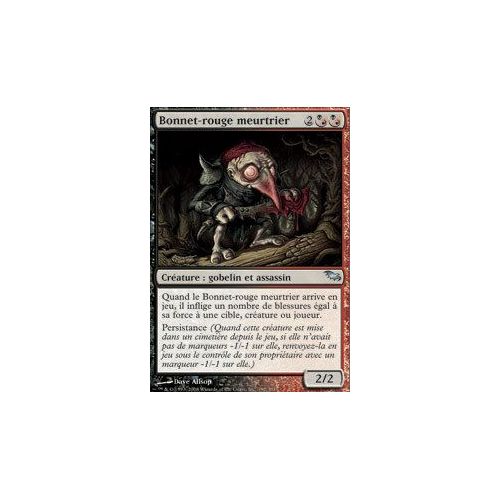 Bonnet-rouge meurtrier 2
Créature : gobelin et assassin
Quand le Bonnet-rouge meurtrier arrive en
jeu, il inflige un nombre de blessures égal à
sa force à une cible, créature ou joueur.
Persistance (Quand cette créature est mise
dans un cimetière depuis le jeu, si elle n'avait
pas de marqueurs -1/-1 sur elle, renvoyez-la en
jeu sous le contrôle de son propriétaire avec un
marqueur -1/-1 sur elle.)
2/2
Dave Allsop